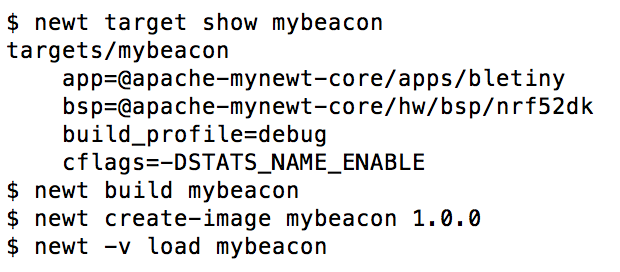 $ newt target show mybeacon
targets/mybeacon
    app=@apache-mynewt-core/apps/bletiny
    bsp=@apache-mynewt-core/hw/bsp/nrf52dk
    build_profile=debug
    cflags=-DSTATS_NAME_ENABLE
$ newt build mybeacon
$ newt create-image mybeacon 1.0.0
$ newt -v load mybeacon